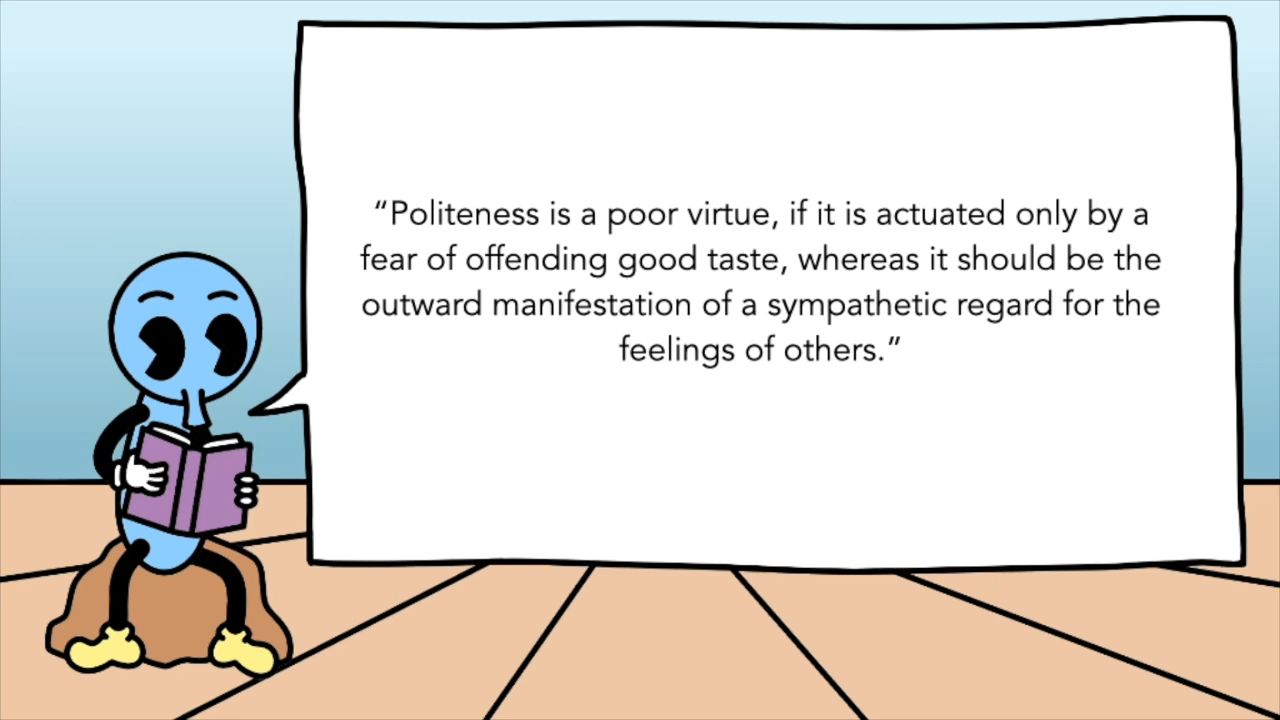 “Politeness is a poor virtue, if it is actuated only by a
fear of offending good taste, whereas it should be the
outward manifestation of a sympathetic regard for the
feelings of others.”